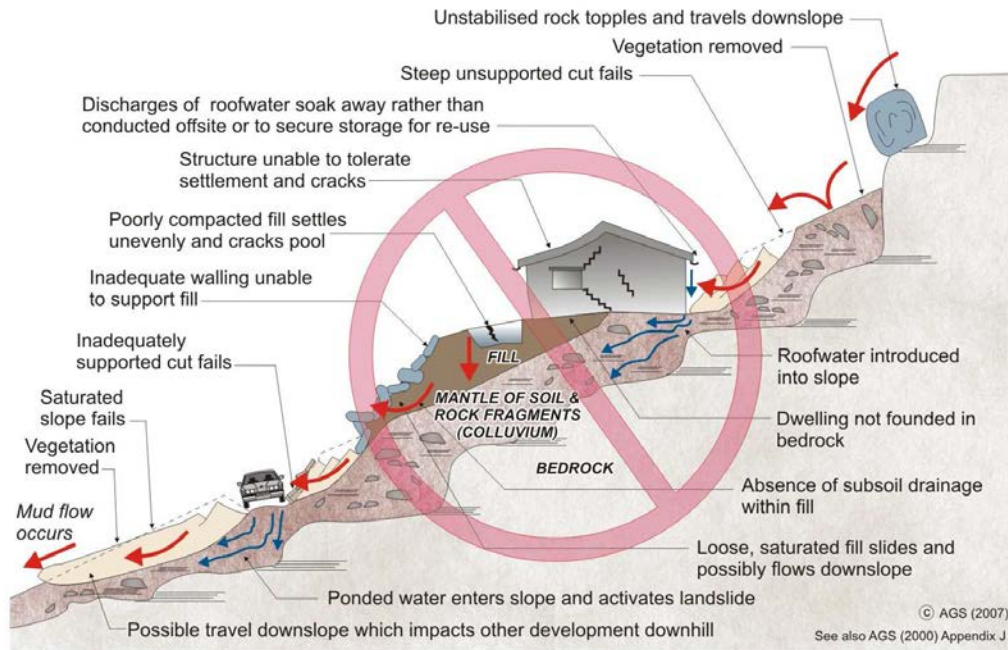 Unstabilised rock topples and travels downslope
Vegetation removed
Steep unsupported cut fails
Discharges of roofwater soak away rather than
conducted offsite or to secure storage for re-use
Structure unable to tolerate
settlement and cracks
Poorly compacted fill settles
unevenly and cracks pool
Inadequate walling unable
to support fill
Inadequately
supported cut fails
Saturated
slope fails
Vegetation
removed
Mud flow
occurs
FILL
MANTLE OF SOIL &
ROCK FRAGMENTS
(COLLUVIUM)
BEDROCK
Roofwater introduced
into slope
Dwelling not founded in
bedrock
Absence of subsoil drainage
within fill
Loose, saturated fill slides and
possibly flows downslope
Ponded water enters slope and activates landslide
Possible travel downslope which impacts other development downhill
© AGS (2007)
See also AGS (2000) Appendix J